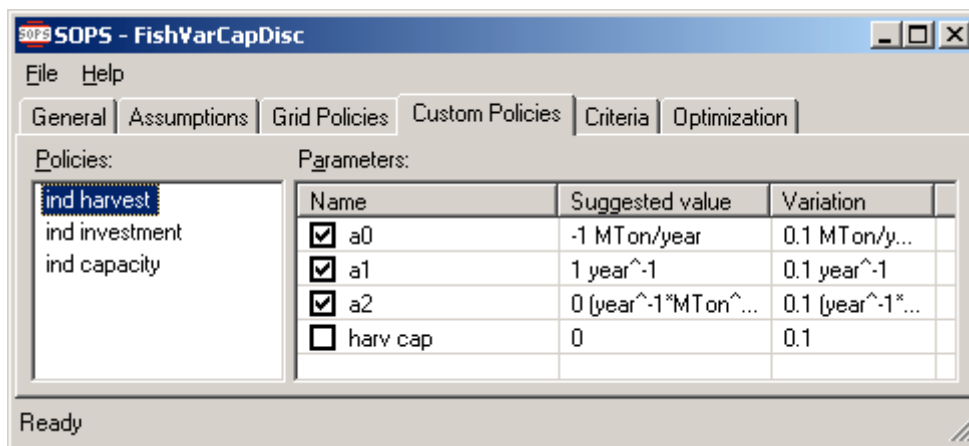 SOPS SOPS - FishVarCapDisc
File Help
General Assumptions Grid Policies Custom Policies Criteria Optimization
Policies: Parameters:
ind harvest
ind investment
ind capacity
Name Suggested value Variation
a0 -1 MTon/year 0.1 MTon/y...
a1 1 year^-1 0.1 year^-1
a2 0 (year^-1*MTon^... 0.1 (year^-1*...
harv cap 0 0.1
Ready